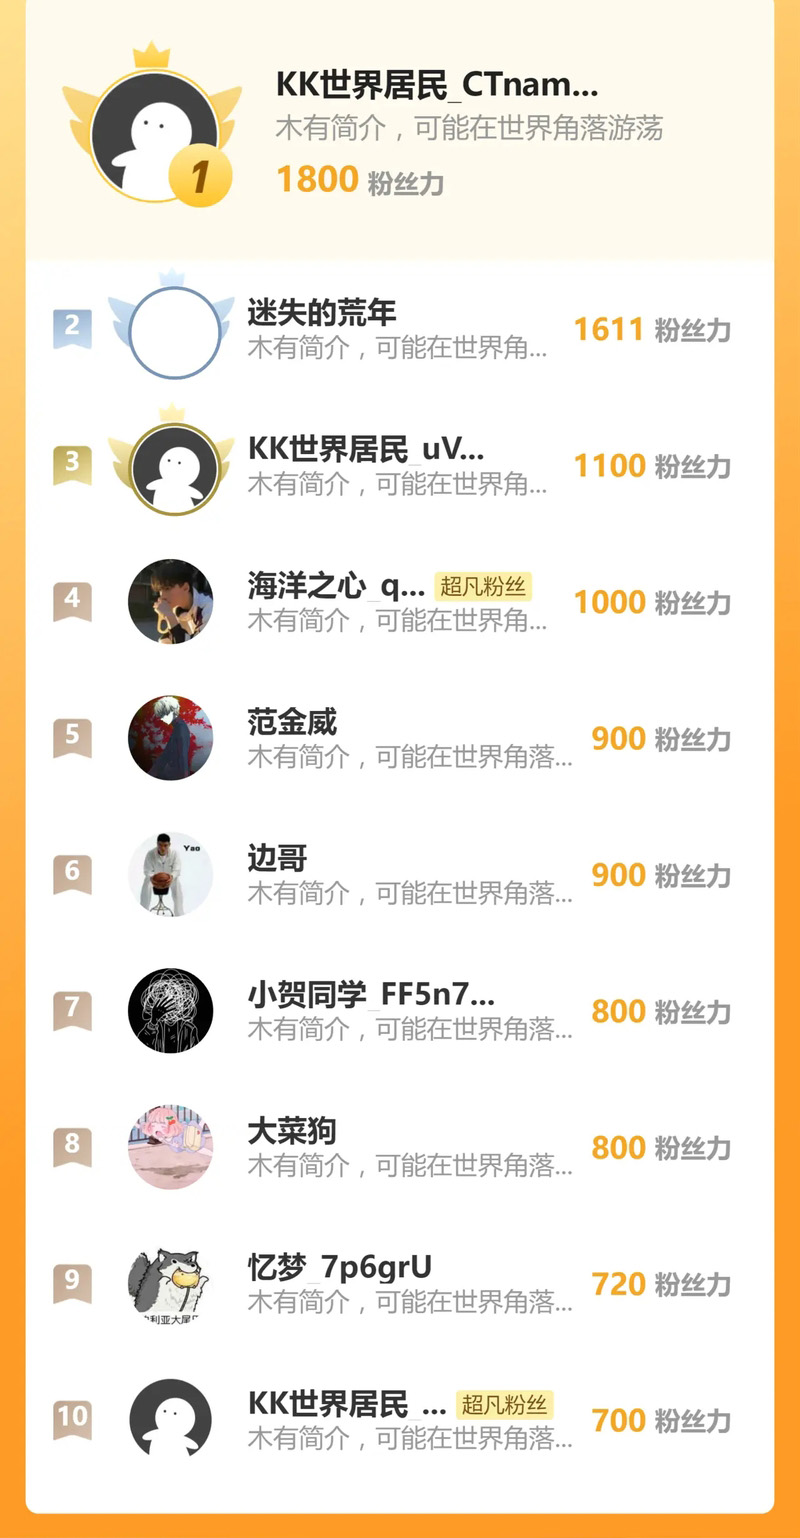 KK世界居民_CTnam...
木有简介，可能在世界角落游荡
1
1800 粉丝力
2
迷失的荒年
木有简介，可能在世界角...
1611 粉丝力
3
KK世界居民_uV...
木有简介，可能在世界角...
1100 粉丝力
4
海洋之心_q... 超凡粉丝
木有简介，可能在世界角...
1000 粉丝力
5
范金威
木有简介，可能在世界角落...
900 粉丝力
6
Yao
边哥
木有简介，可能在世界角落...
900 粉丝力
7
小贺同学_FF5n7...
木有简介，可能在世界角落...
800 粉丝力
8
大菜狗
木有简介，可能在世界角落...
800 粉丝力
9
忆梦_7p6grU
木有简介，可能在世界角落...
720 粉丝力
利亚大尾
10
KK世界居民_... 超凡粉丝
木有简介，可能在世界角落...
700 粉丝力